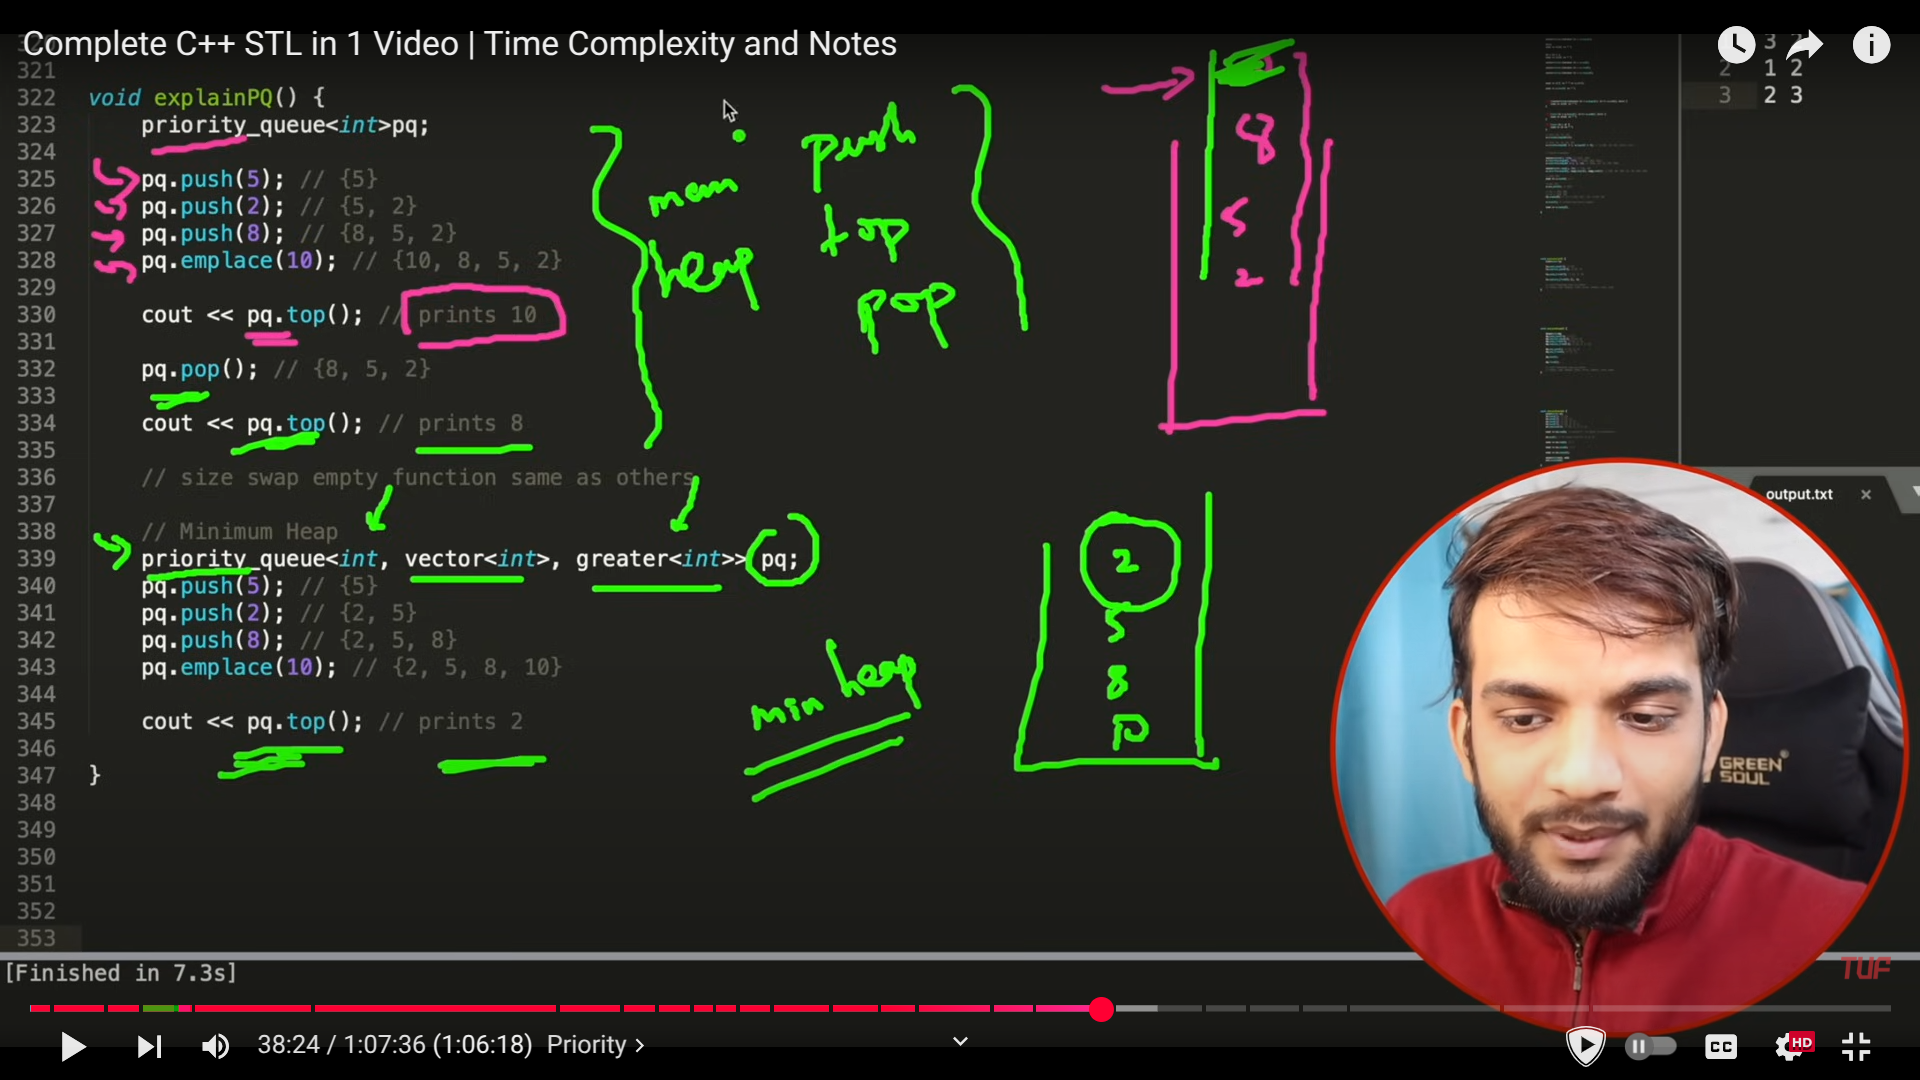 Complete C++ STL in 1 Video | Time Complexity and Notes
321
322 void explainPQ() {
323 priority_queue<int>pq;
324
325 pq.push(5); // {5}
326 pq.push(2); // {5, 2}
327 pq.push(8); // {8, 5, 2}
328 pq.emplace(10); // {10, 8, 5, 2}
329
330 cout << pq.top(); // prints 10
331
332 pq.pop(); // {8, 5, 2}
333
334 cout << pq.top(); // prints 8
335
336 // size swap empty function same as others
337
338 // Minimum Heap
339 priority_queue<int, vector<int>, greater<int>> pq;
340 pq.push(5); // {5}
341 pq.push(2); // {2, 5}
342 pq.push(8); // {2, 5, 8}
343 pq.emplace(10); // {2, 5, 8, 10}
344
345 cout << pq.top(); // prints 2
346
347 }
348
349
350
351
352
353
heap
push
top
pop
8
5
2
min heap
2
5
8
10
3
2 1 2
3 2 3
output.txt ×
GREEN
SOUL
TUF
[Finished in 7.3s]
38:24 / 1:07:36 (1:06:18) Priority >
CC
HD